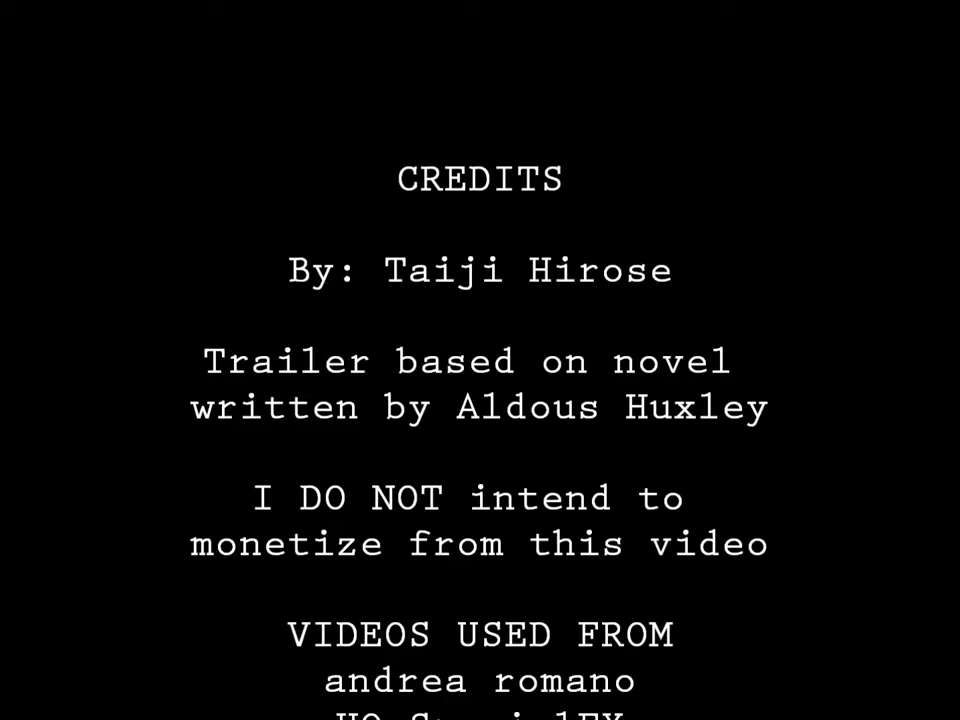 CREDITS
By: Taiji Hirose
Trailer based on novel
written by Aldous Huxley
I DO NOT intend to
monetize from this video
VIDEOS USED FROM
andrea romano